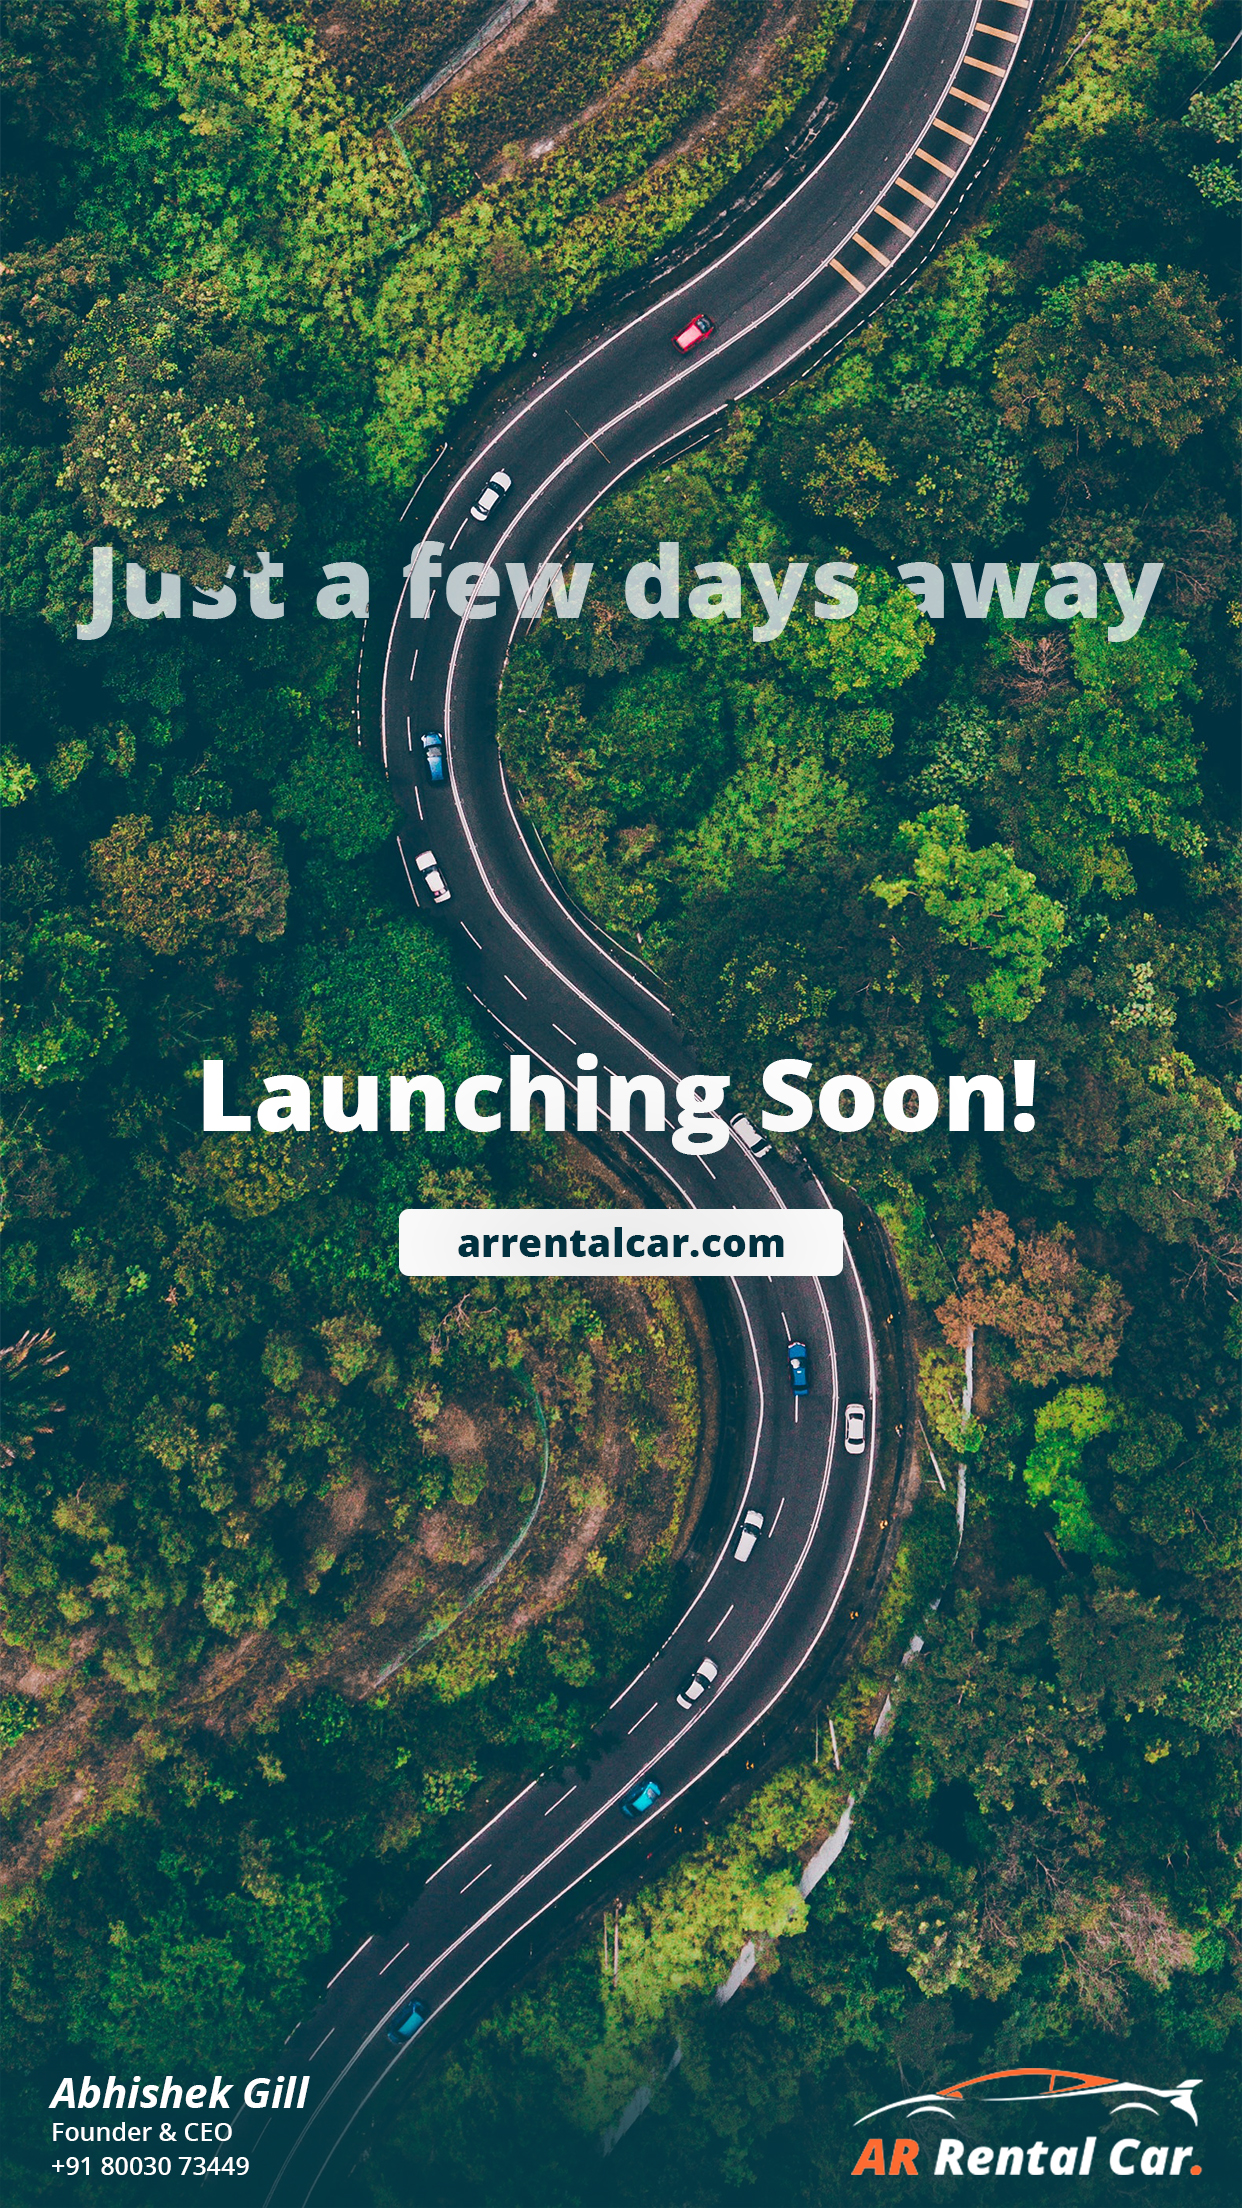 Just a few days away
Launching Soon!
arrentalcar.com
Abhishek Gill
Founder & CEO
+91 80030 73449
AR Rental Car.